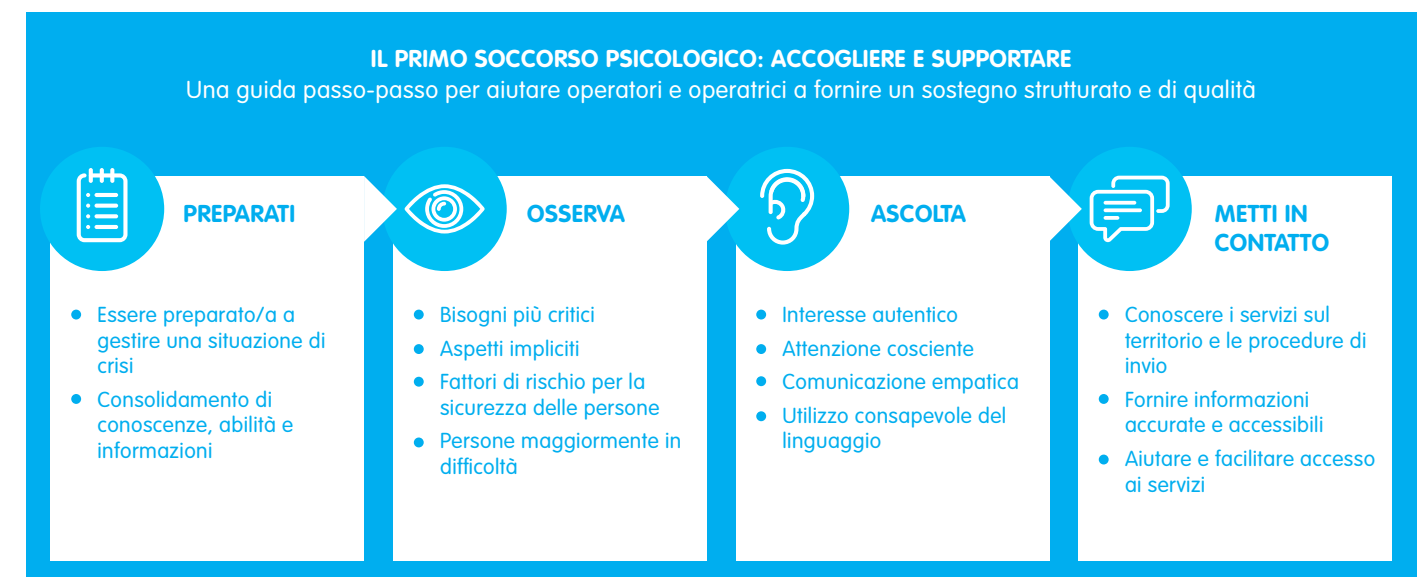 IL PRIMO SOCCORSO PSICOLOGICO: ACCOGLIERE E SUPPORTARE
Una guida passo-passo per aiutare operatori e operatrici a fornire un sostegno strutturato e di qualità
PREPARATI
• Essere preparato/a a
gestire una situazione di
crisi
• Consolidamento di
conoscenze, abilità e
informazioni
OSSERVA
• Bisogni più critici
• Aspetti impliciti
• Fattori di rischio per la
sicurezza delle persone
• Persone maggiormente in
difficoltà
ASCOLTA
• Interesse autentico
• Attenzione cosciente
• Comunicazione empatica
• Utilizzo consapevole del
linguaggio
METTI IN
CONTATTO
• Conoscere i servizi sul
territorio e le procedure di
invio
• Fornire informazioni
accurate e accessibili
• Aiutare e facilitare accesso
ai servizi